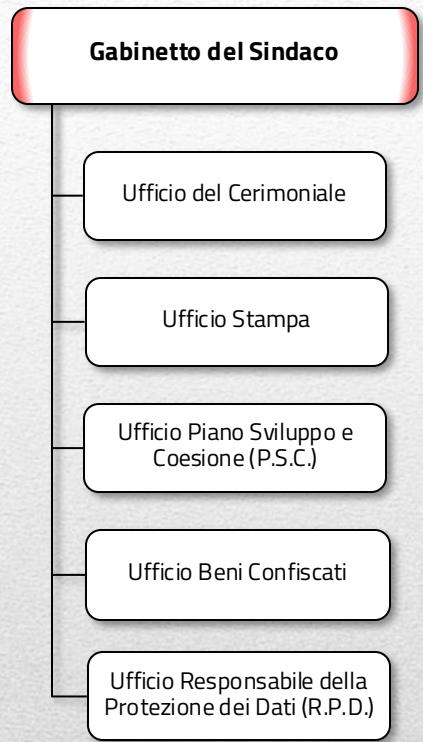 Gabinetto del Sindaco
Ufficio del Cerimoniale
Ufficio Stampa
Ufficio Piano Sviluppo e
Coesione (P.S.C.)
Ufficio Beni Confiscati
Ufficio Responsabile della
Protezione dei Dati (R.P.D.)